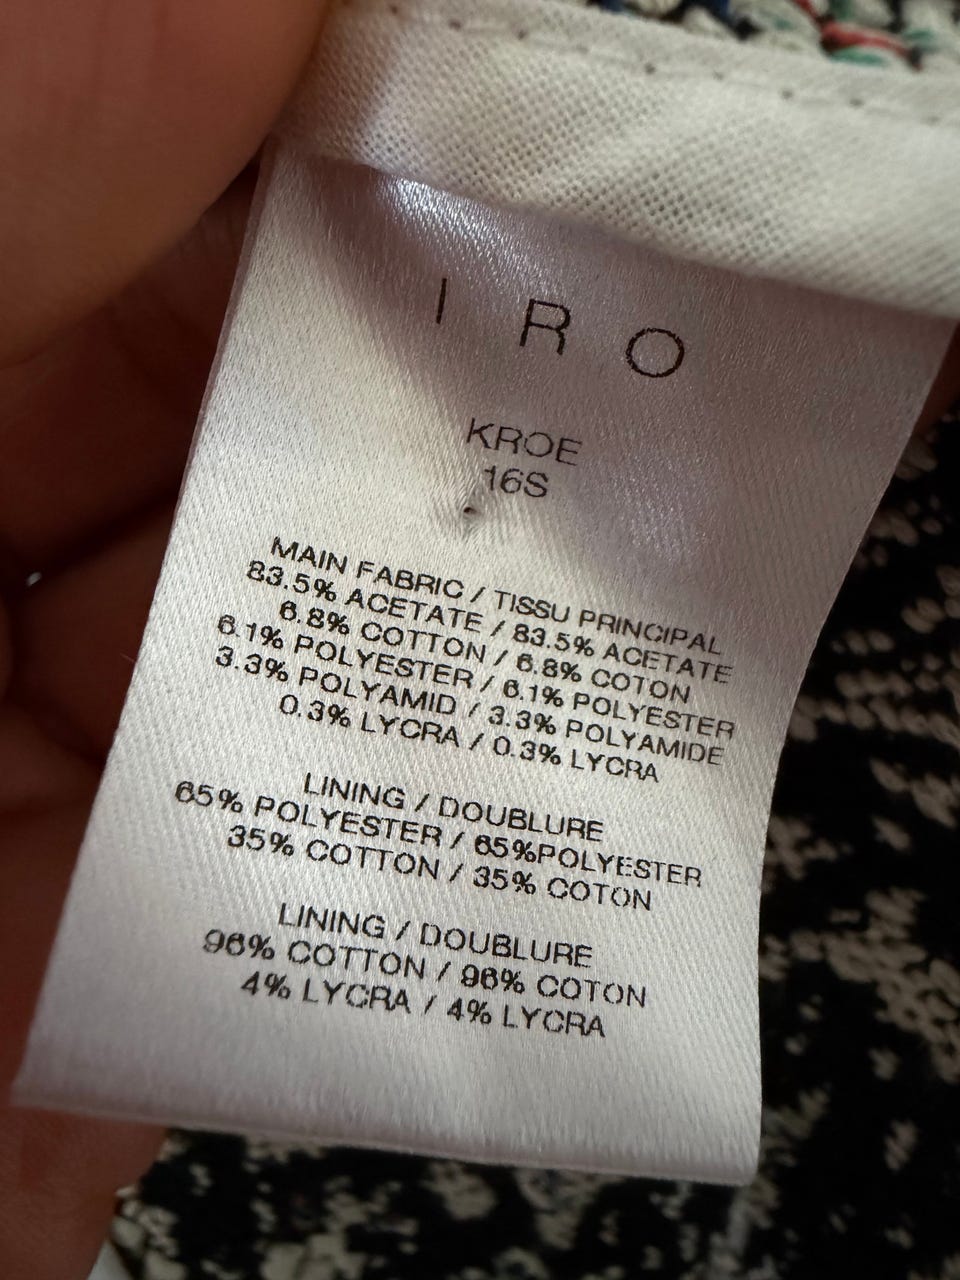 I R O
KROE
16S
MAIN FABRIC / TISSU PRINCIPAL
83.5% ACETATE / 83.5% ACETATE
6.8% COTTON / 6.8% COTON
6.1% POLYESTER / 6.1% POLYESTER
3.3% POLYAMID / 3.3% POLYAMIDE
0.3% LYCRA / 0.3% LYCRA
LINING / DOUBLURE
65% POLYESTER / 65%POLYESTER
35% COTTON / 35% COTON
LINING / DOUBLURE
96% COTTON / 96% COTON
4% LYCRA / 4% LYCRA